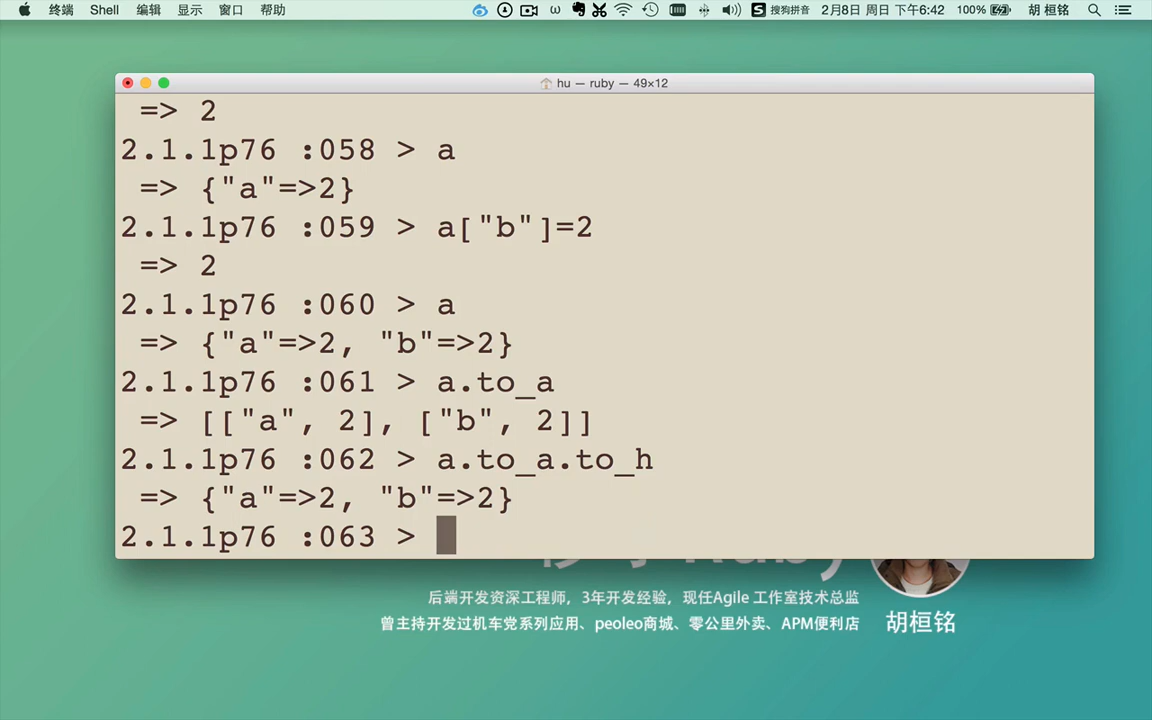 终端 Shell 编辑 显示 窗口 帮助 搜狗拼音 2月8日 周日 下午6:42 100% 胡 桓铭
hu — ruby — 49×12
=> 2
2.1.1p76 :058 > a
=> {"a"=>2}
2.1.1p76 :059 > a["b"]=2
=> 2
2.1.1p76 :060 > a
=> {"a"=>2, "b"=>2}
2.1.1p76 :061 > a.to_a
=> [["a", 2], ["b", 2]]
2.1.1p76 :062 > a.to_a.to_h
=> {"a"=>2, "b"=>2}
2.1.1p76 :063 >
Ruby
后端开发资深工程师，3年开发经验，现任Agile 工作室技术总监
曾主持开发过机车党系列应用、peoleo商城、零公里外卖、APM便利店
胡桓铭